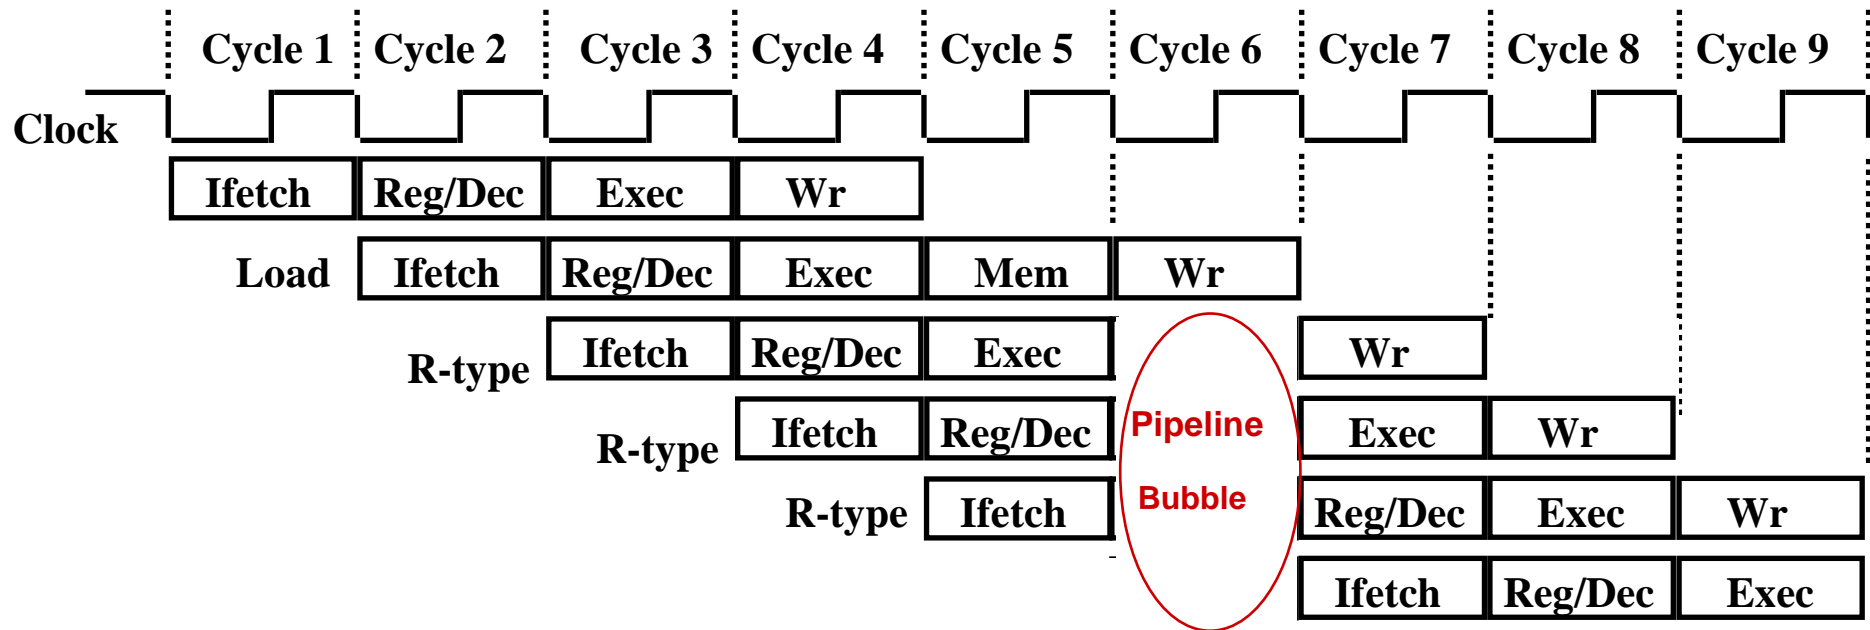 Cycle 1 Cycle 2 Cycle 3 Cycle 4 Cycle 5 Cycle 6 Cycle 7 Cycle 8 Cycle 9
Clock
Ifetch Reg/Dec Exec Wr
Load Ifetch Reg/Dec Exec Mem Wr
R-type Ifetch Reg/Dec Exec Wr
R-type Ifetch Reg/Dec Pipeline Exec Wr
R-type Ifetch Bubble Reg/Dec Exec Wr
Ifetch Reg/Dec Exec